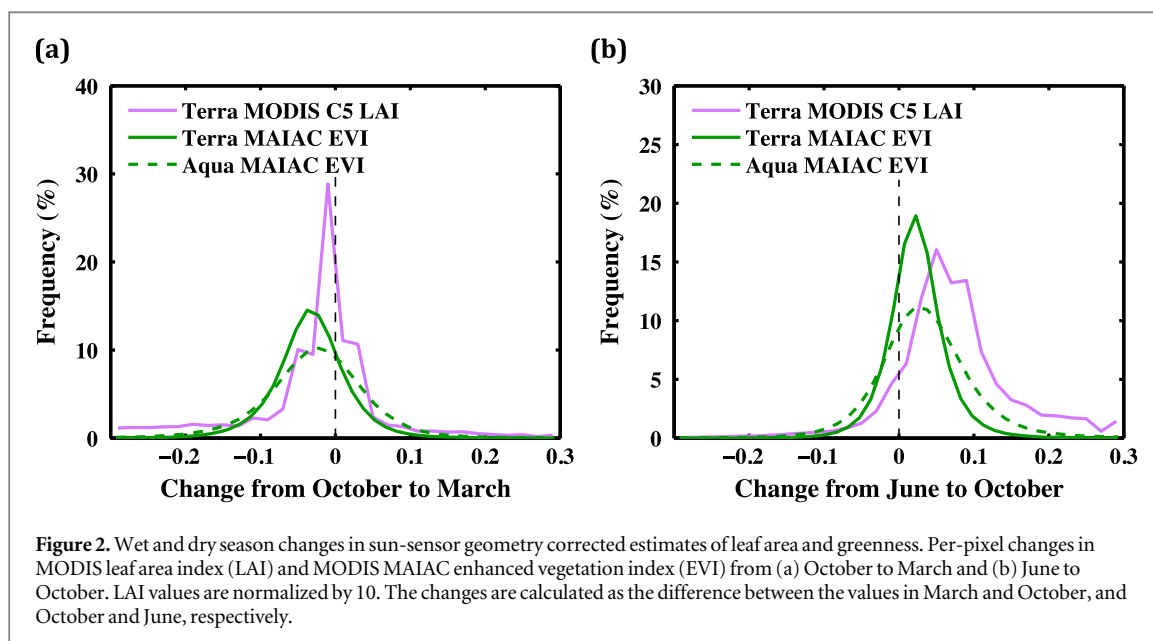 (a)
40
30
20
10
0
Frequency (%)
Terra MODIS C5 LAI
Terra MAIAC EVI
Aqua MAIAC EVI
−0.2 −0.1 0 0.1 0.2 0.3
Change from October to March
(b)
30
25
20
15
10
5
0
Frequency (%)
Terra MODIS C5 LAI
Terra MAIAC EVI
Aqua MAIAC EVI
−0.2 −0.1 0 0.1 0.2 0.3
Change from June to October
Figure 2. Wet and dry season changes in sun-sensor geometry corrected estimates of leaf area and greenness. Per-pixel changes in
MODIS leaf area index (LAI) and MODIS MAIAC enhanced vegetation index (EVI) from (a) October to March and (b) June to
October. LAI values are normalized by 10. The changes are calculated as the difference between the values in March and October, and
October and June, respectively.